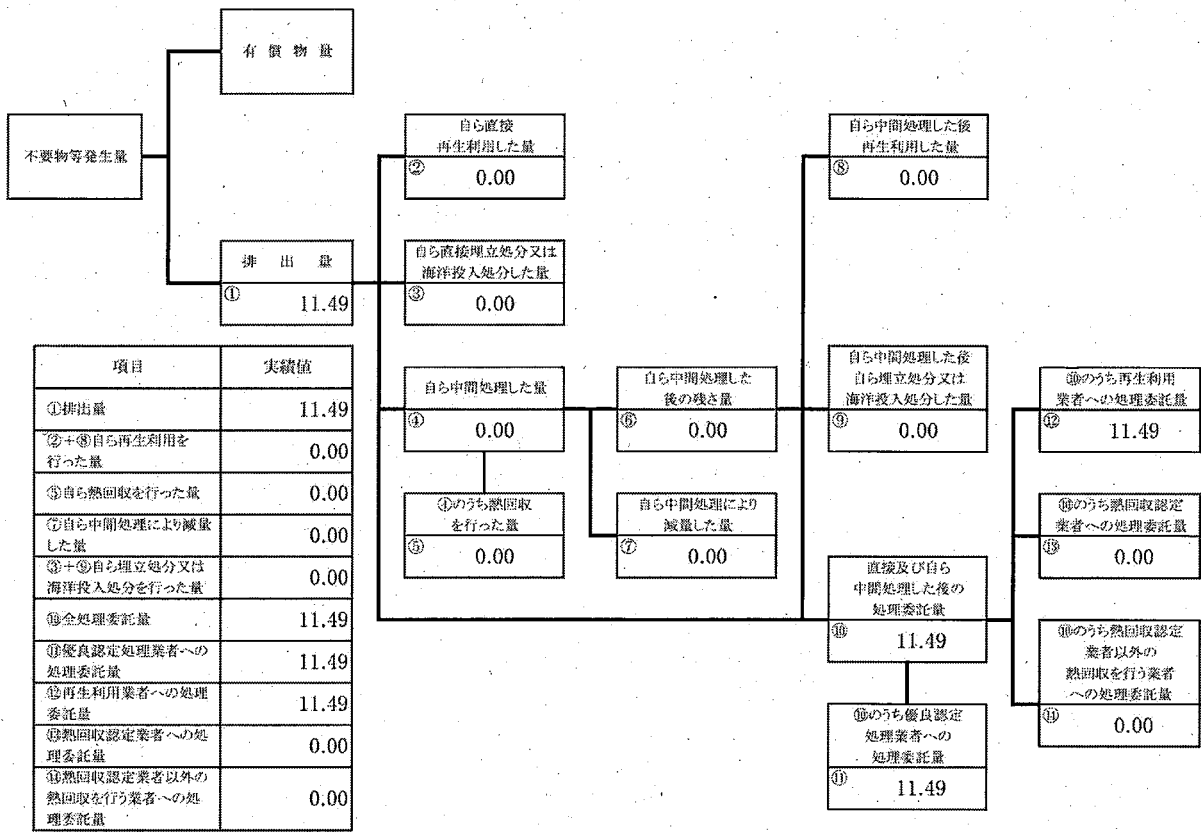 有償物量
不要物等発生量
排出量
①
11.49
自ら直接
再生利用した量
②
0.00
自ら直接埋立処分又は
海洋投入処分した量
③
0.00
自ら中間処理した量
④
0.00
④のうち熱回収
を行った量
⑤
0.00
自ら中間処理した
後の残さ量
⑥
0.00
自ら中間処理により
減量した量
⑦
0.00
自ら中間処理した後
再生利用した量
⑧
0.00
自ら中間処理した後
自ら埋立処分又は
海洋投入処分した量
⑨
0.00
直接及び自ら
中間処理した後の
処理委託量
⑩
11.49
⑩のうち優良認定
処理業者への
処理委託量
⑪
11.49
⑩のうち再生利用
業者への処理委託量
⑫
11.49
⑩のうち熱回収認定
業者への処理委託量
⑬
0.00
⑩のうち熱回収認定
業者以外の
熱回収を行う業者
への処理委託量
⑭
0.00
項目 実績値
①排出量 11.49
②+⑧自ら再生利用を
行った量 0.00
⑤自ら熱回収を行った量 0.00
⑦自ら中間処理により減量
した量 0.00
③+⑨自ら埋立処分又は
海洋投入処分を行った量 0.00
⑩全処理委託量 11.49
⑪優良認定処理業者への
処理委託量 11.49
⑫再生利用業者への処理
委託量 11.49
⑬熱回収認定業者への処
理委託量 0.00
⑭熱回収認定業者以外の
熱回収を行う業者への処
理委託量 0.00